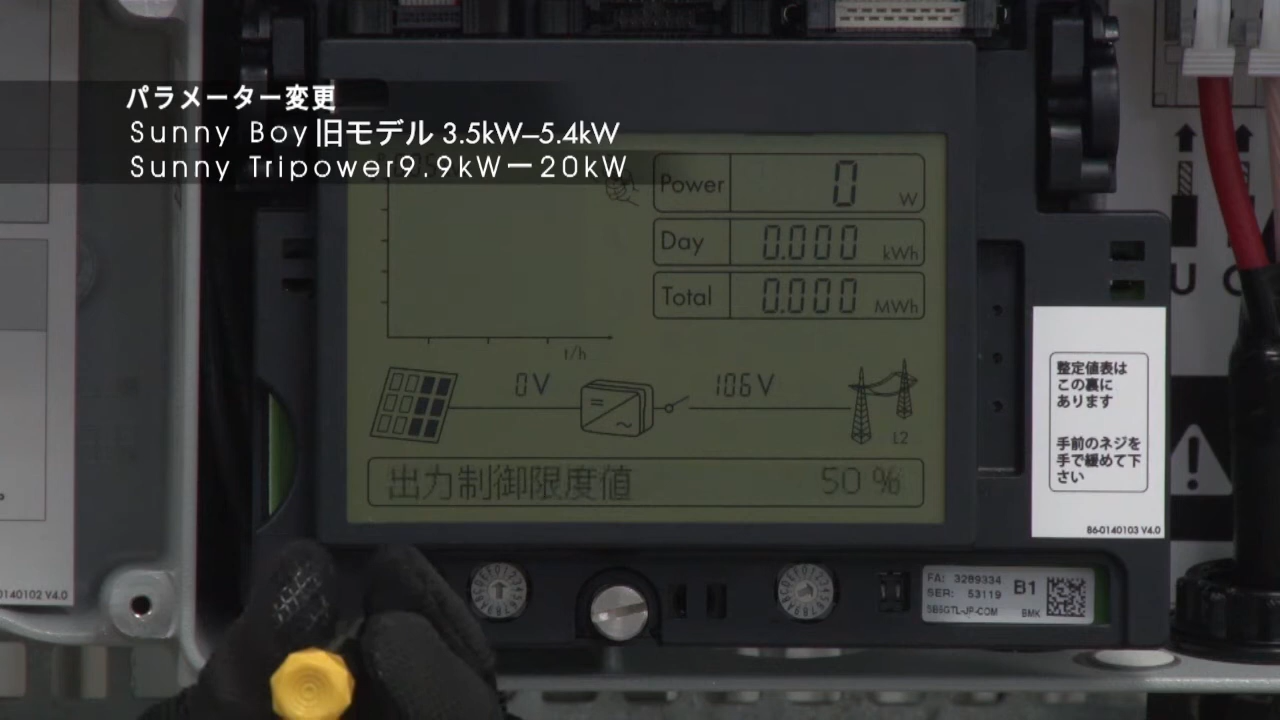 パラメーター変更
Sunny Boy旧モデル 3.5kW–5.4kW
Sunny Tripower9.9kWー20kW
Power 0 W
Day 0.000 kWh
Total 0.000 MWh
t/h
0V 106V
L2
出力制御限度値 50 %
U
整定値表は
この裏に
あります
手前のネジを
手で緩めて下
さい
86-0140103 V4.0
0140102 V4.0
FA: 3289334 B1
SER: 53119
SB5GTL-JP-COM BMK